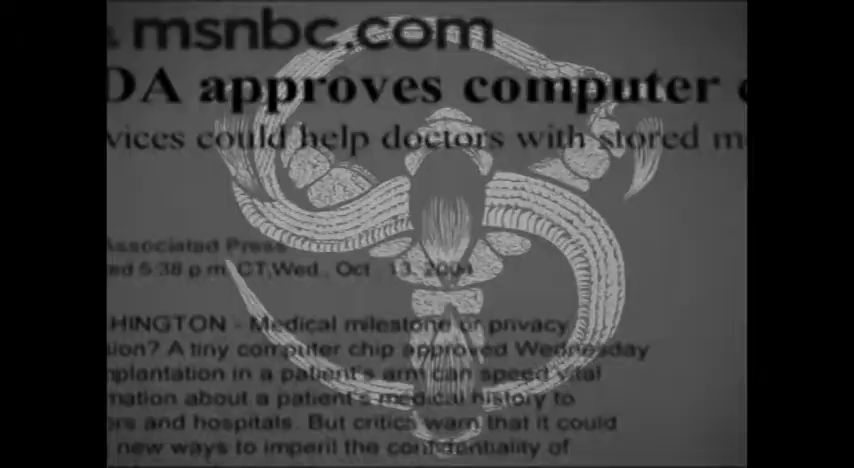 msnbc.com
DA approves computer
vices could help doctors with stored m
Associated Press
ed 5:38 p.m. CT, Wed., Oct. 13, 2004
HINGTON - Medical milestone or privacy
sion? A tiny computer chip approved Wednesday
mplantation in a patient's arm can speed vital
mation about a patient's medical history to
ors and hospitals. But critics warn that it could
new ways to imperil the confidentiality of